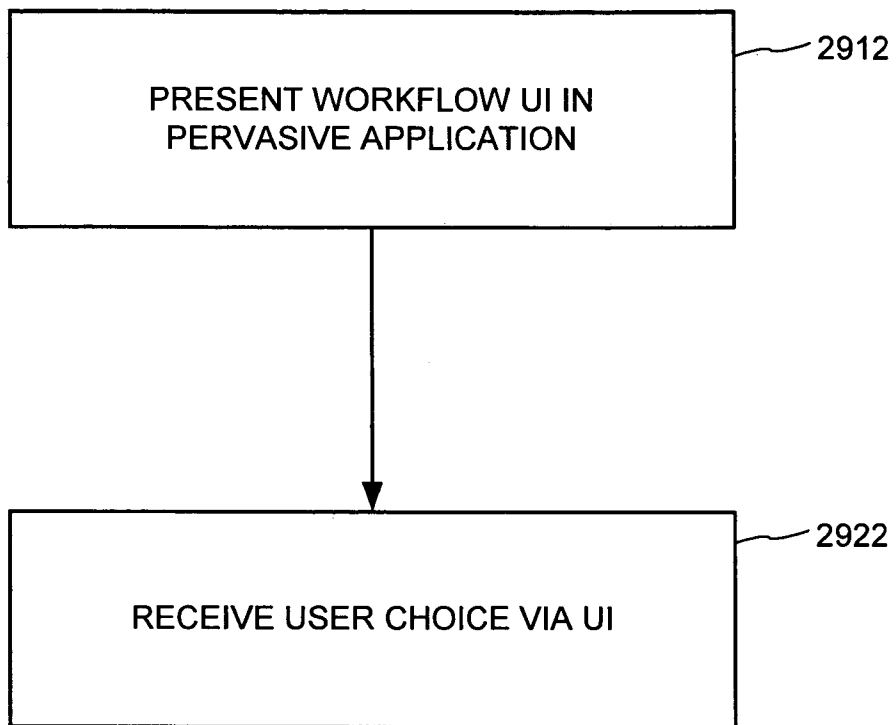 2912
PRESENT WORKFLOW UI IN
PERVASIVE APPLICATION
2922
RECEIVE USER CHOICE VIA UI